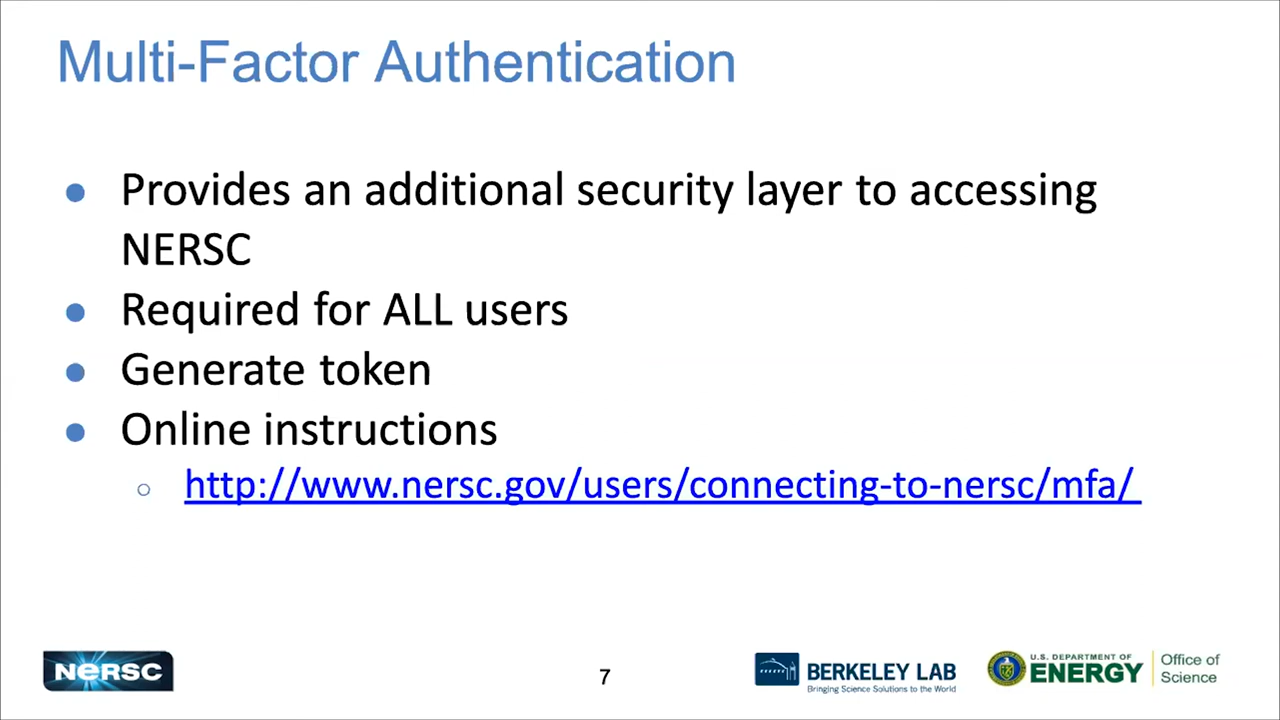 Multi-Factor Authentication
● Provides an additional security layer to accessing
NERSC
● Required for ALL users
● Generate token
● Online instructions
○ http://www.nersc.gov/users/connecting-to-nersc/mfa/
NERSC
7
BERKELEY LAB
Bringing Science Solutions to the World
U.S. DEPARTMENT OF
ENERGY
Office of
Science